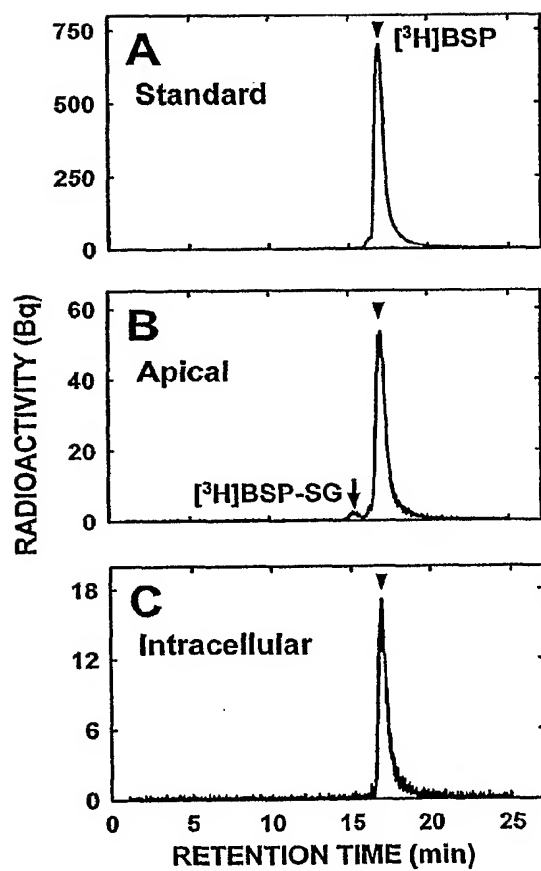 750
A
[³H]BSP
Standard
500
250
0
60
B
Apical
40
20
[³H]BSP-SG
0
18
C
Intracellular
12
6
0
0 5 10 15 20 25
RETENTION TIME (min)
RADIOACTIVITY (Bq)